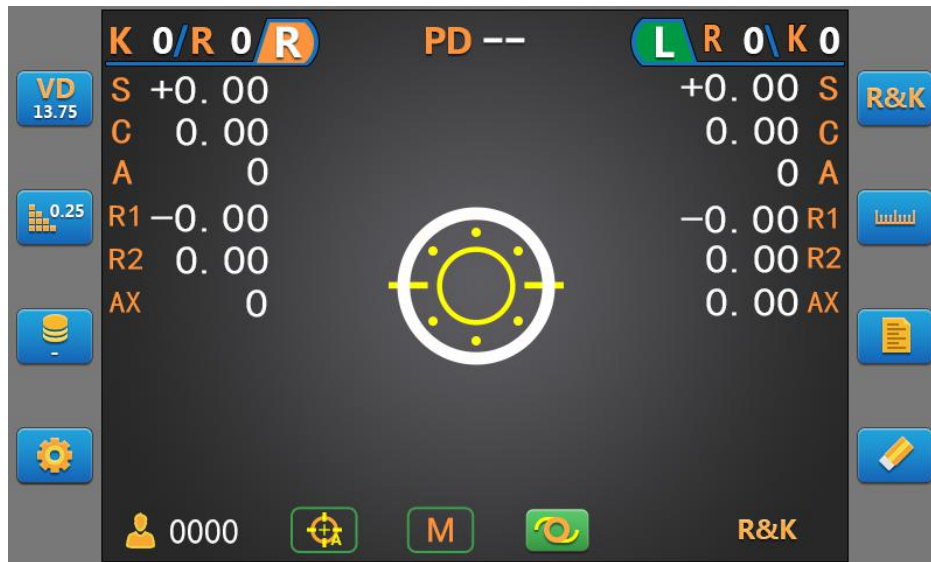 K 0/R 0 R PD -- L R 0\ K 0
VD
13.75
S +0. 00
+0. 00 S
R&K
C 0. 00
0. 00 C
A 0
0 A
0.25
R1 -0. 00
-0. 00 R1
R2 0. 00
0. 00 R2
AX 0
0. 00 AX
-
0000 A M R&K